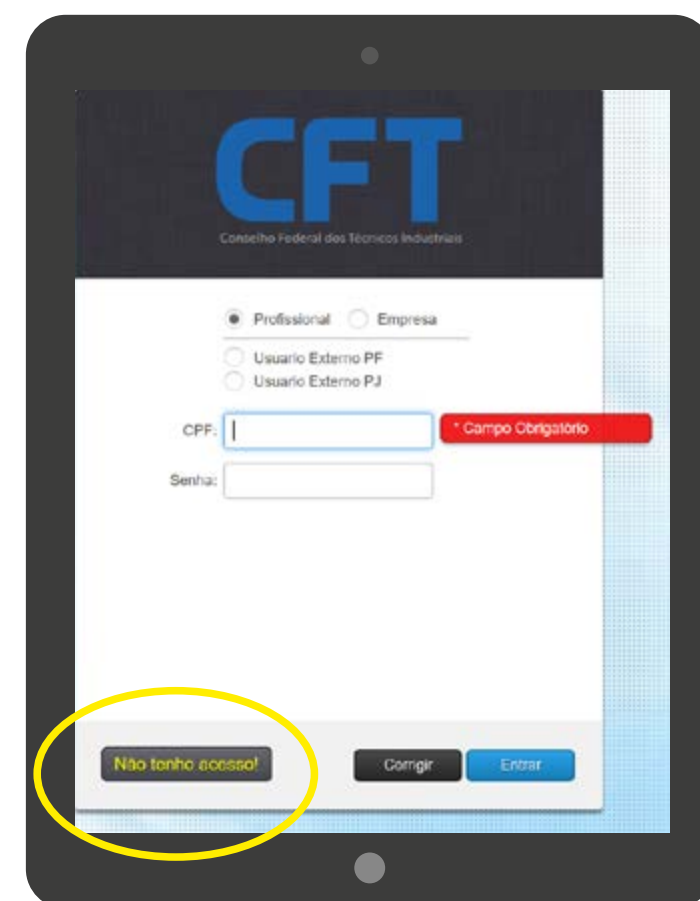 CFT
Conselho Federal dos Técnicos Industriais
Profissional Empresa
Usuario Externo PF
Usuario Externo PJ
CPF: * Campo Obrigatório
Senha:
Não tenho acesso! Corrigir Entrar